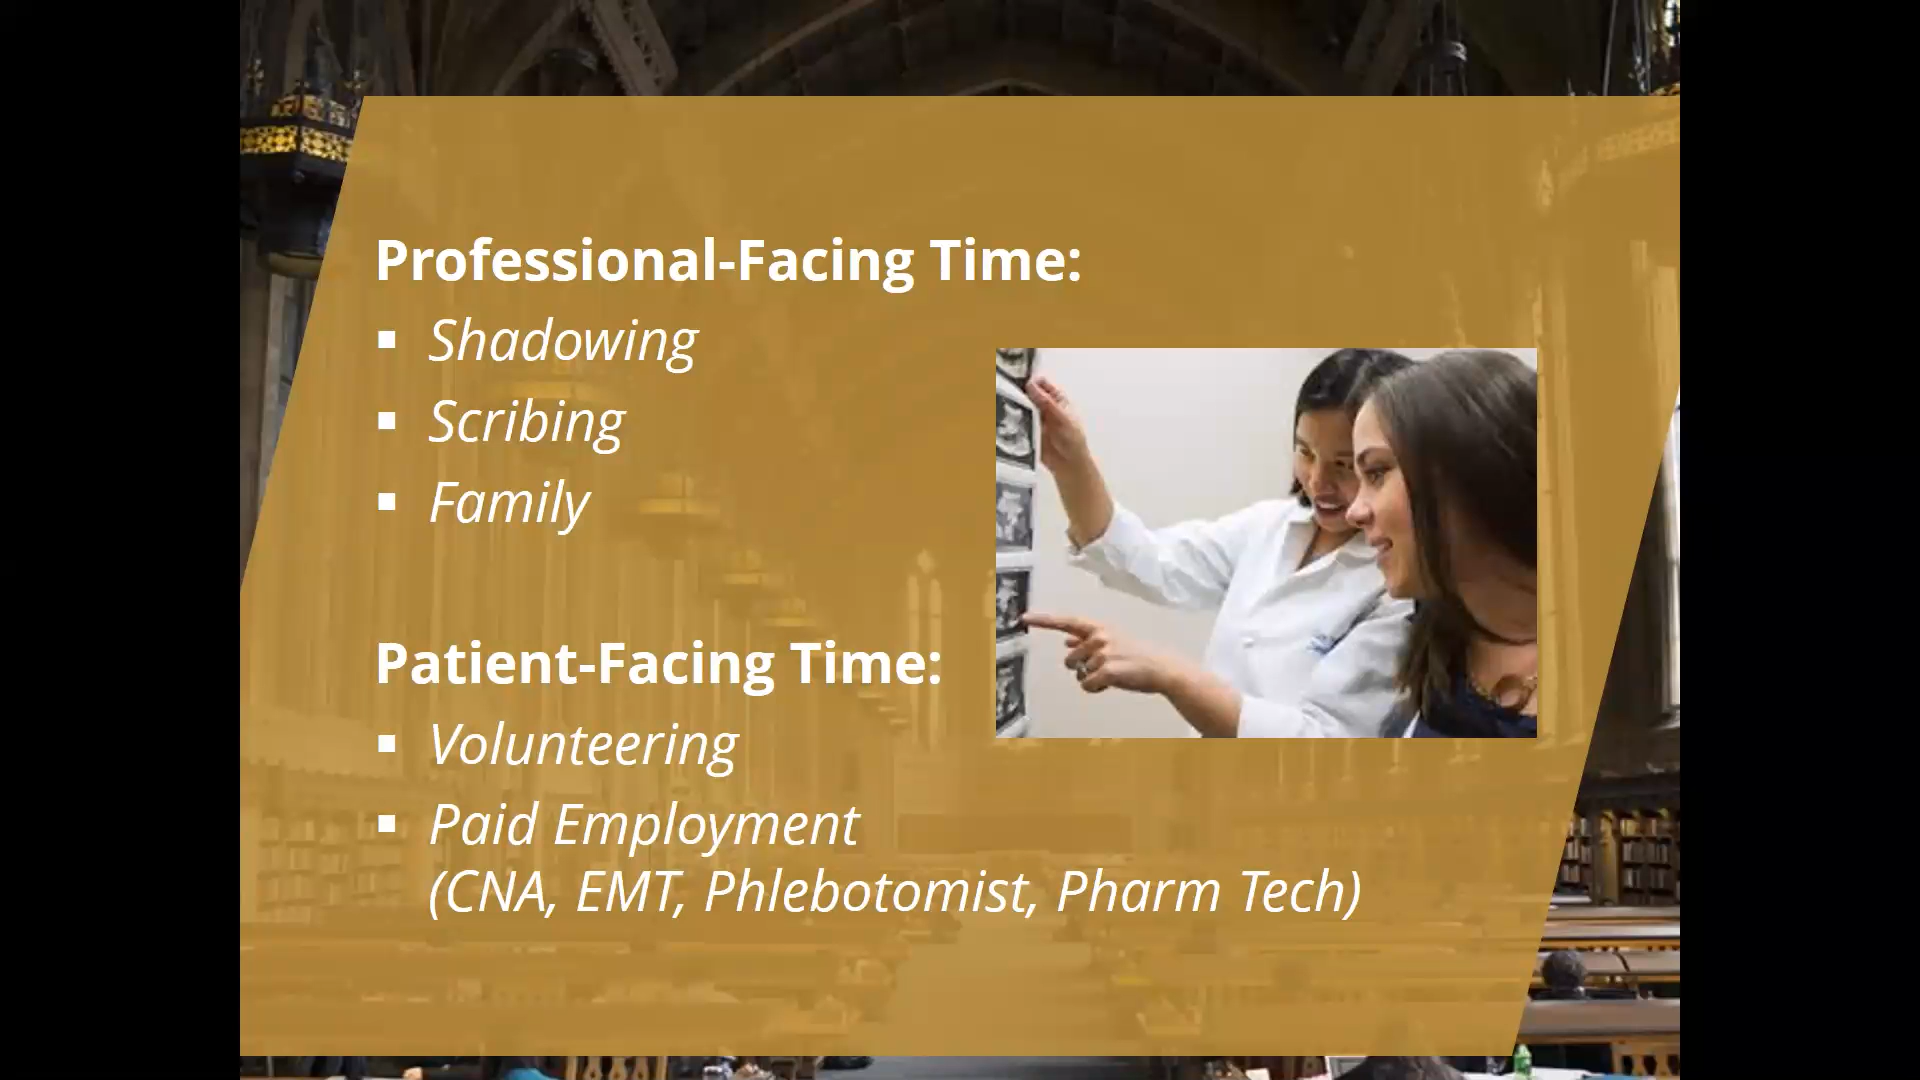 Professional-Facing Time:
▪ Shadowing
▪ Scribing
▪ Family
Patient-Facing Time:
▪ Volunteering
▪ Paid Employment
(CNA, EMT, Phlebotomist, Pharm Tech)